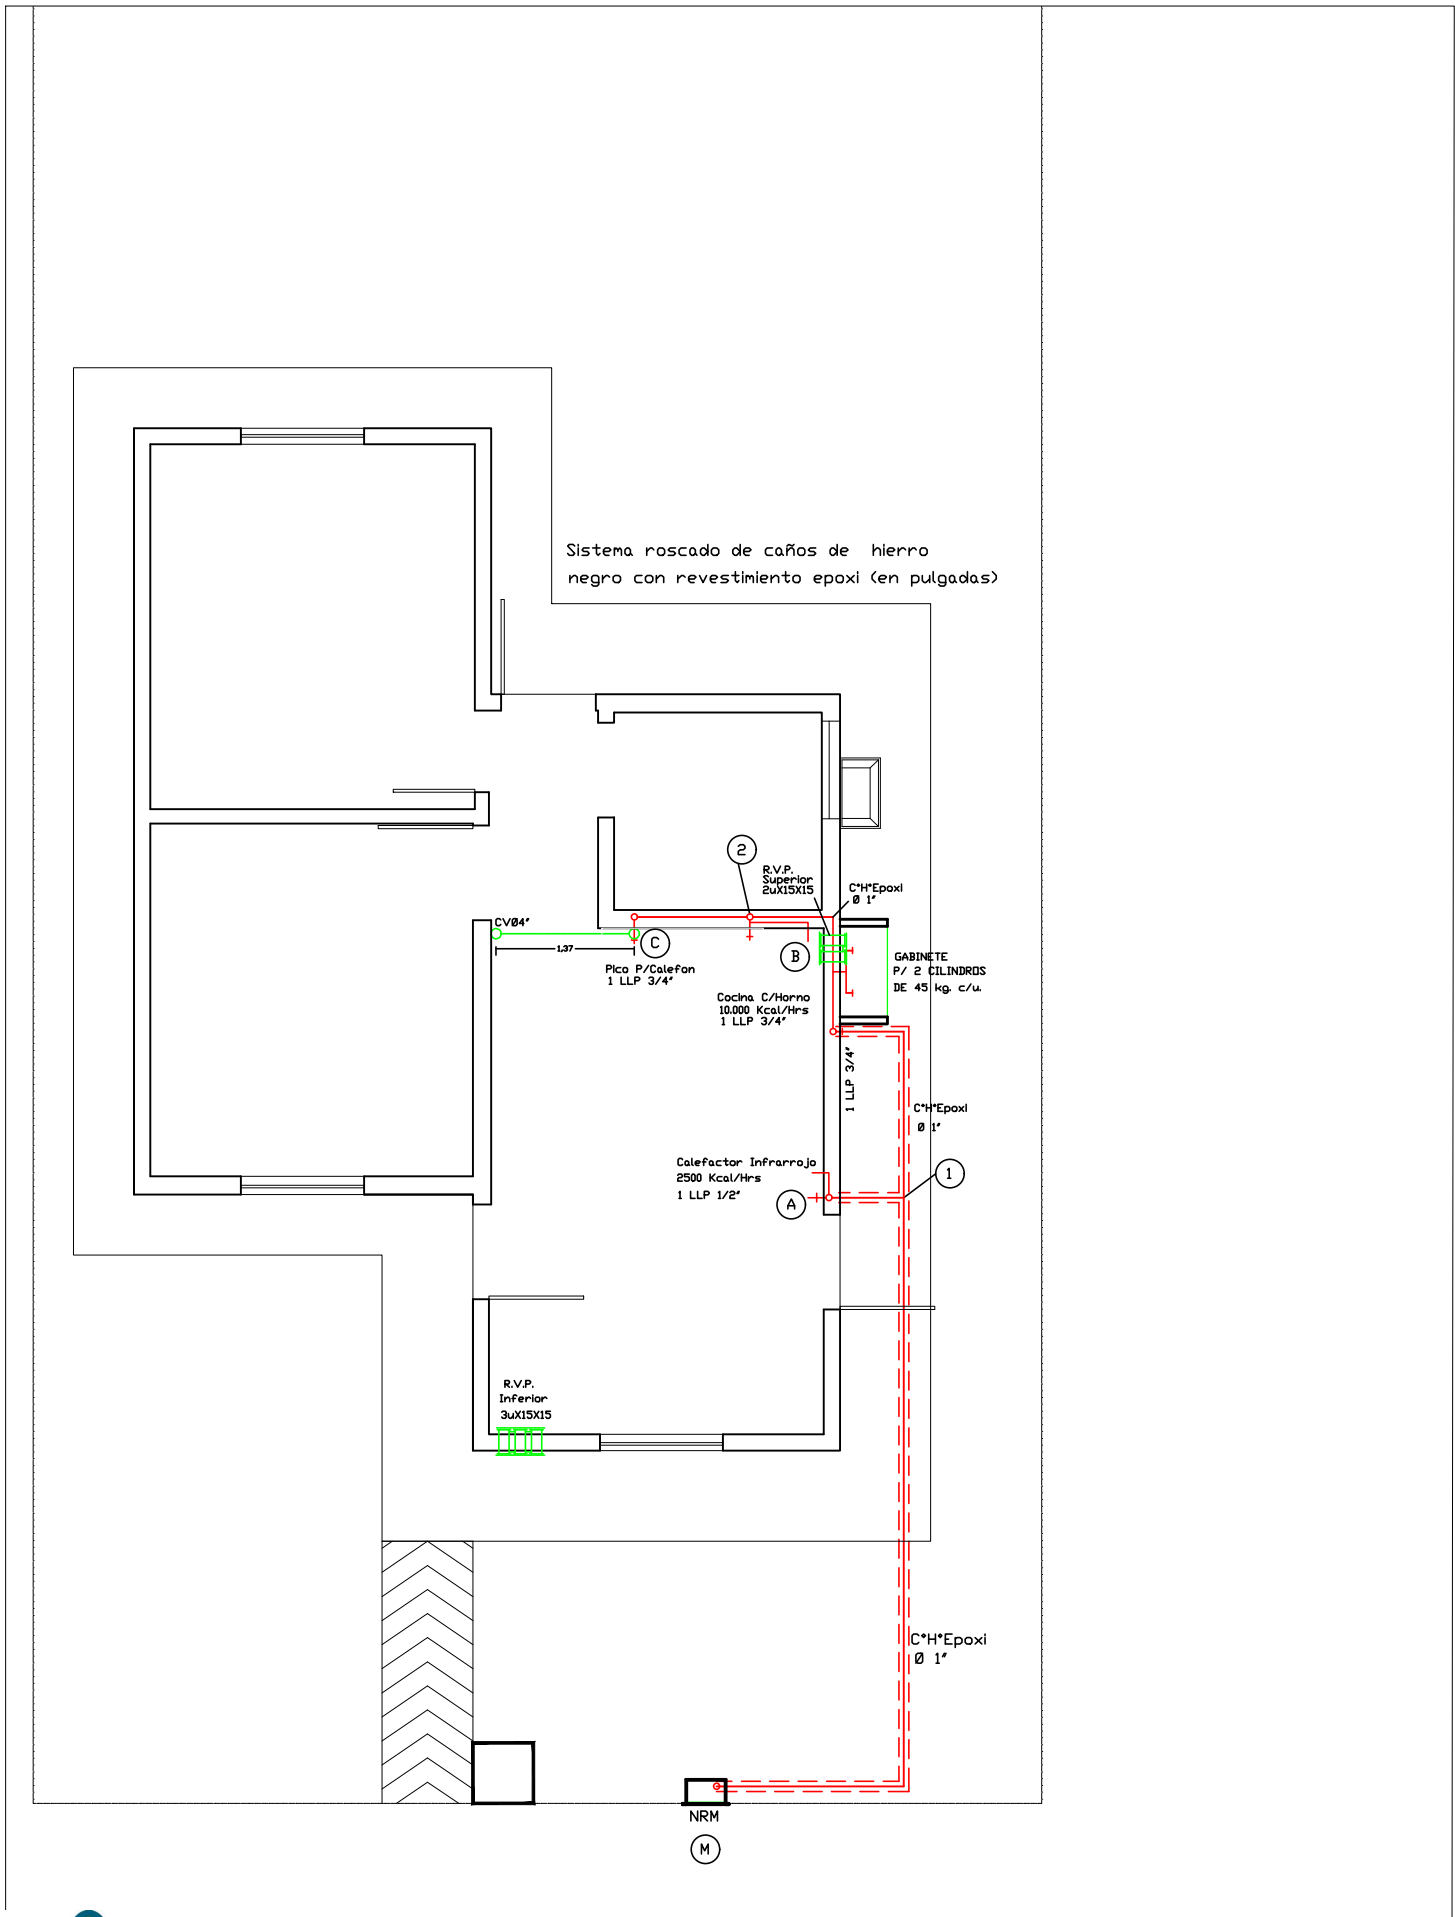 Sistema roscado de caños de hierro
negro con revestimiento epoxi (en pulgadas)
2
R.V.P.
Superior
2uX15X15
C°H°Epoxi
Ø 1"
CVØ4"
1,37
C
Pico P/Calefon
1 LLP 3/4"
B
GABINETE
P/ 2 CILINDROS
DE 45 kg. c/u.
Cocina C/Horno
10.000 Kcal/Hrs
1 LLP 3/4"
1 LLP 3/4"
C°H°Epoxi
Ø 1"
Calefactor Infrarrojo
2500 Kcal/Hrs
1 LLP 1/2"
1
A
R.V.P.
Inferior
3uX15X15
C°H°Epoxi
Ø 1"
NRM
M